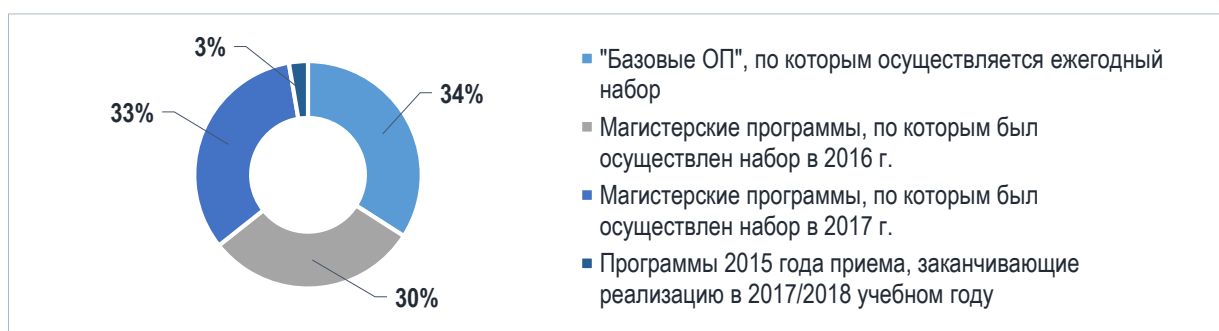 3%
34%
33%
30%
"Базовые ОП", по которым осуществляется ежегодный
набор
Магистерские программы, по которым был
осуществлен набор в 2016 г.
Магистерские программы, по которым был
осуществлен набор в 2017 г.
Программы 2015 года приема, заканчивающие
реализацию в 2017/2018 учебном году